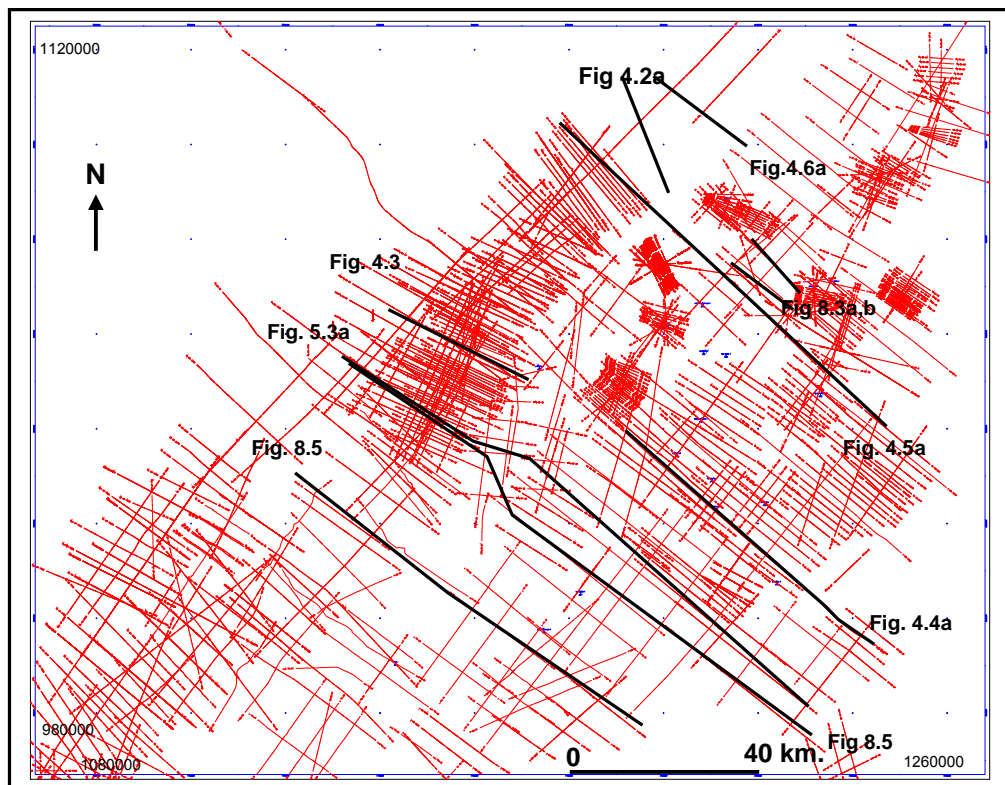 1120000
Fig 4.2a
Fig.4.6a
N
Fig. 4.3
Fig 8.3a,b
Fig. 5.3a
Fig. 8.5
Fig. 4.5a
Fig. 4.4a
980000
Fig 8.5
0 40 km.
1080000
1260000